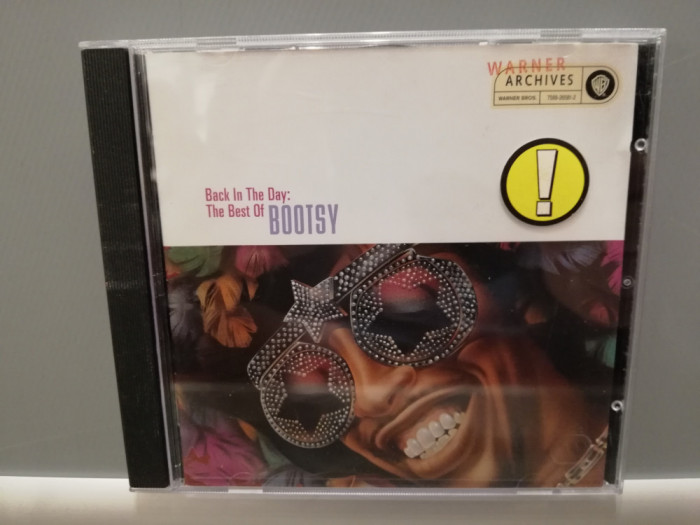 WARNER
ARCHIVES
WARNER BROS.
Back In The Day:
The Best Of BOOTSY
!